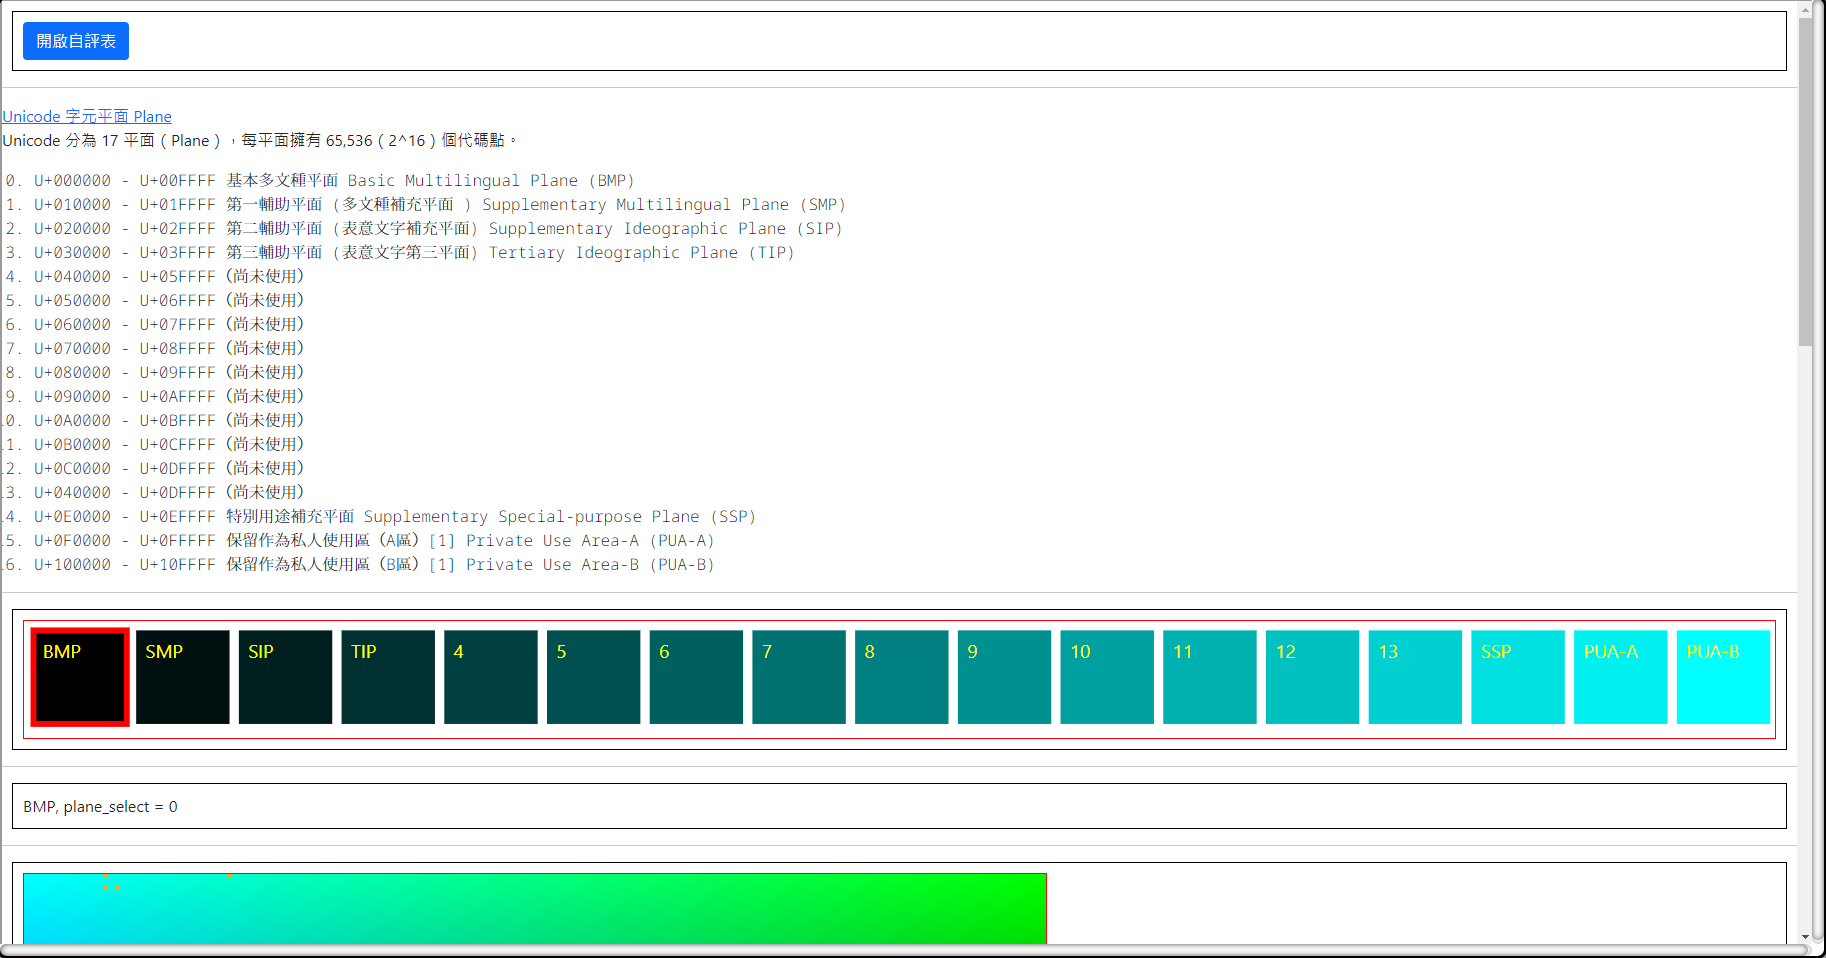 開啟自評表
Unicode 字元平面 Plane
Unicode 分為 17 平面（Plane），每平面擁有 65,536（2^16）個代碼點。
0. U+000000 - U+00FFFF 基本多文種平面 Basic Multilingual Plane (BMP)
1. U+010000 - U+01FFFF 第一輔助平面 (多文種補充平面 ) Supplementary Multilingual Plane (SMP)
2. U+020000 - U+02FFFF 第二輔助平面 (表意文字補充平面) Supplementary Ideographic Plane (SIP)
3. U+030000 - U+03FFFF 第三輔助平面 (表意文字第三平面) Tertiary Ideographic Plane (TIP)
4. U+040000 - U+05FFFF（尚未使用）
5. U+050000 - U+06FFFF（尚未使用）
6. U+060000 - U+07FFFF（尚未使用）
7. U+070000 - U+08FFFF（尚未使用）
8. U+080000 - U+09FFFF（尚未使用）
9. U+090000 - U+0AFFFF（尚未使用）
0. U+0A0000 - U+0BFFFF（尚未使用）
1. U+0B0000 - U+0CFFFF（尚未使用）
2. U+0C0000 - U+0DFFFF（尚未使用）
3. U+040000 - U+0DFFFF（尚未使用）
4. U+0E0000 - U+0EFFFF 特別用途補充平面 Supplementary Special-purpose Plane (SSP)
5. U+0F0000 - U+0FFFFF 保留作為私人使用區（A區）[1] Private Use Area-A (PUA-A)
6. U+100000 - U+10FFFF 保留作為私人使用區（B區）[1] Private Use Area-B (PUA-B)
BMP SMP SIP TIP 4 5 6 7 8 9 10 11 12 13 SSP PUA-A PUA-B
BMP, plane_select = 0